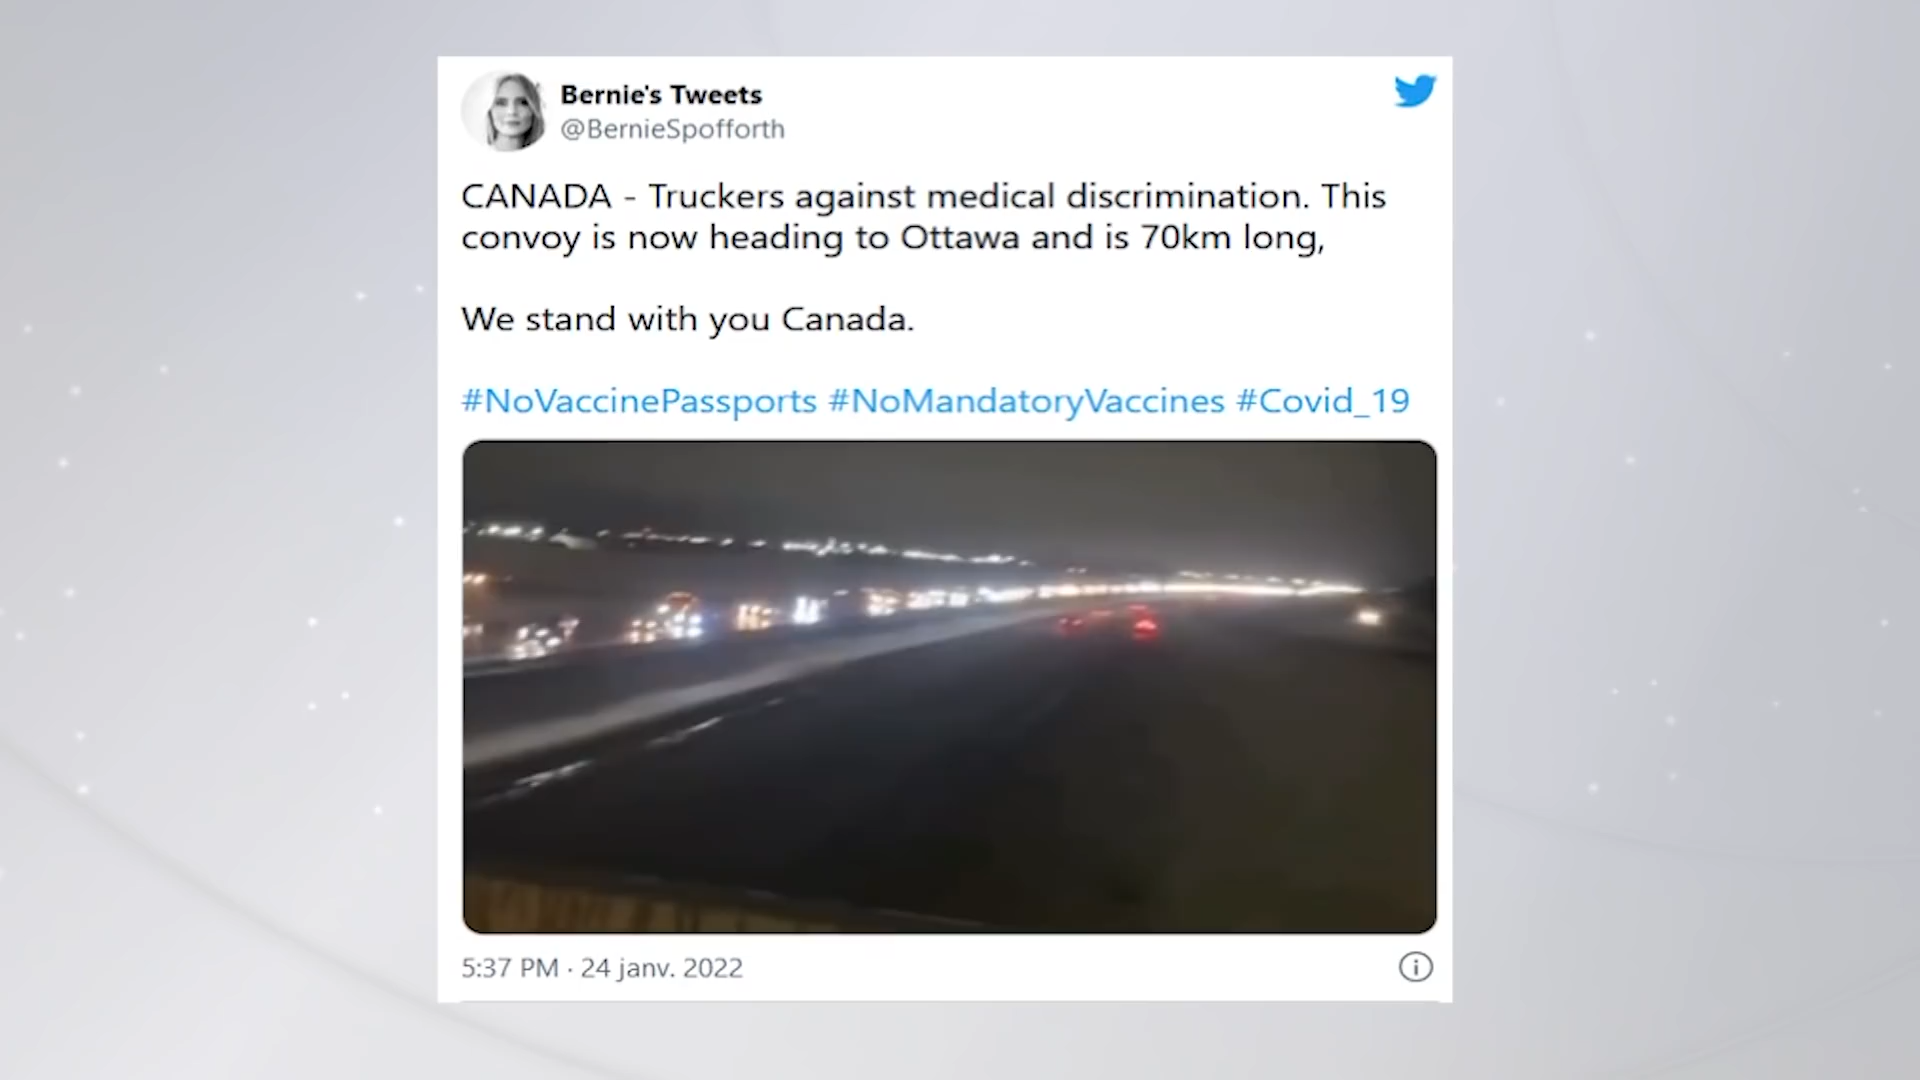 Bernie's Tweets
@BernieSpofforth
CANADA - Truckers against medical discrimination. This
convoy is now heading to Ottawa and is 70km long,
We stand with you Canada.
#NoVaccinePassports #NoMandatoryVaccines #Covid_19
5:37 PM · 24 janv. 2022